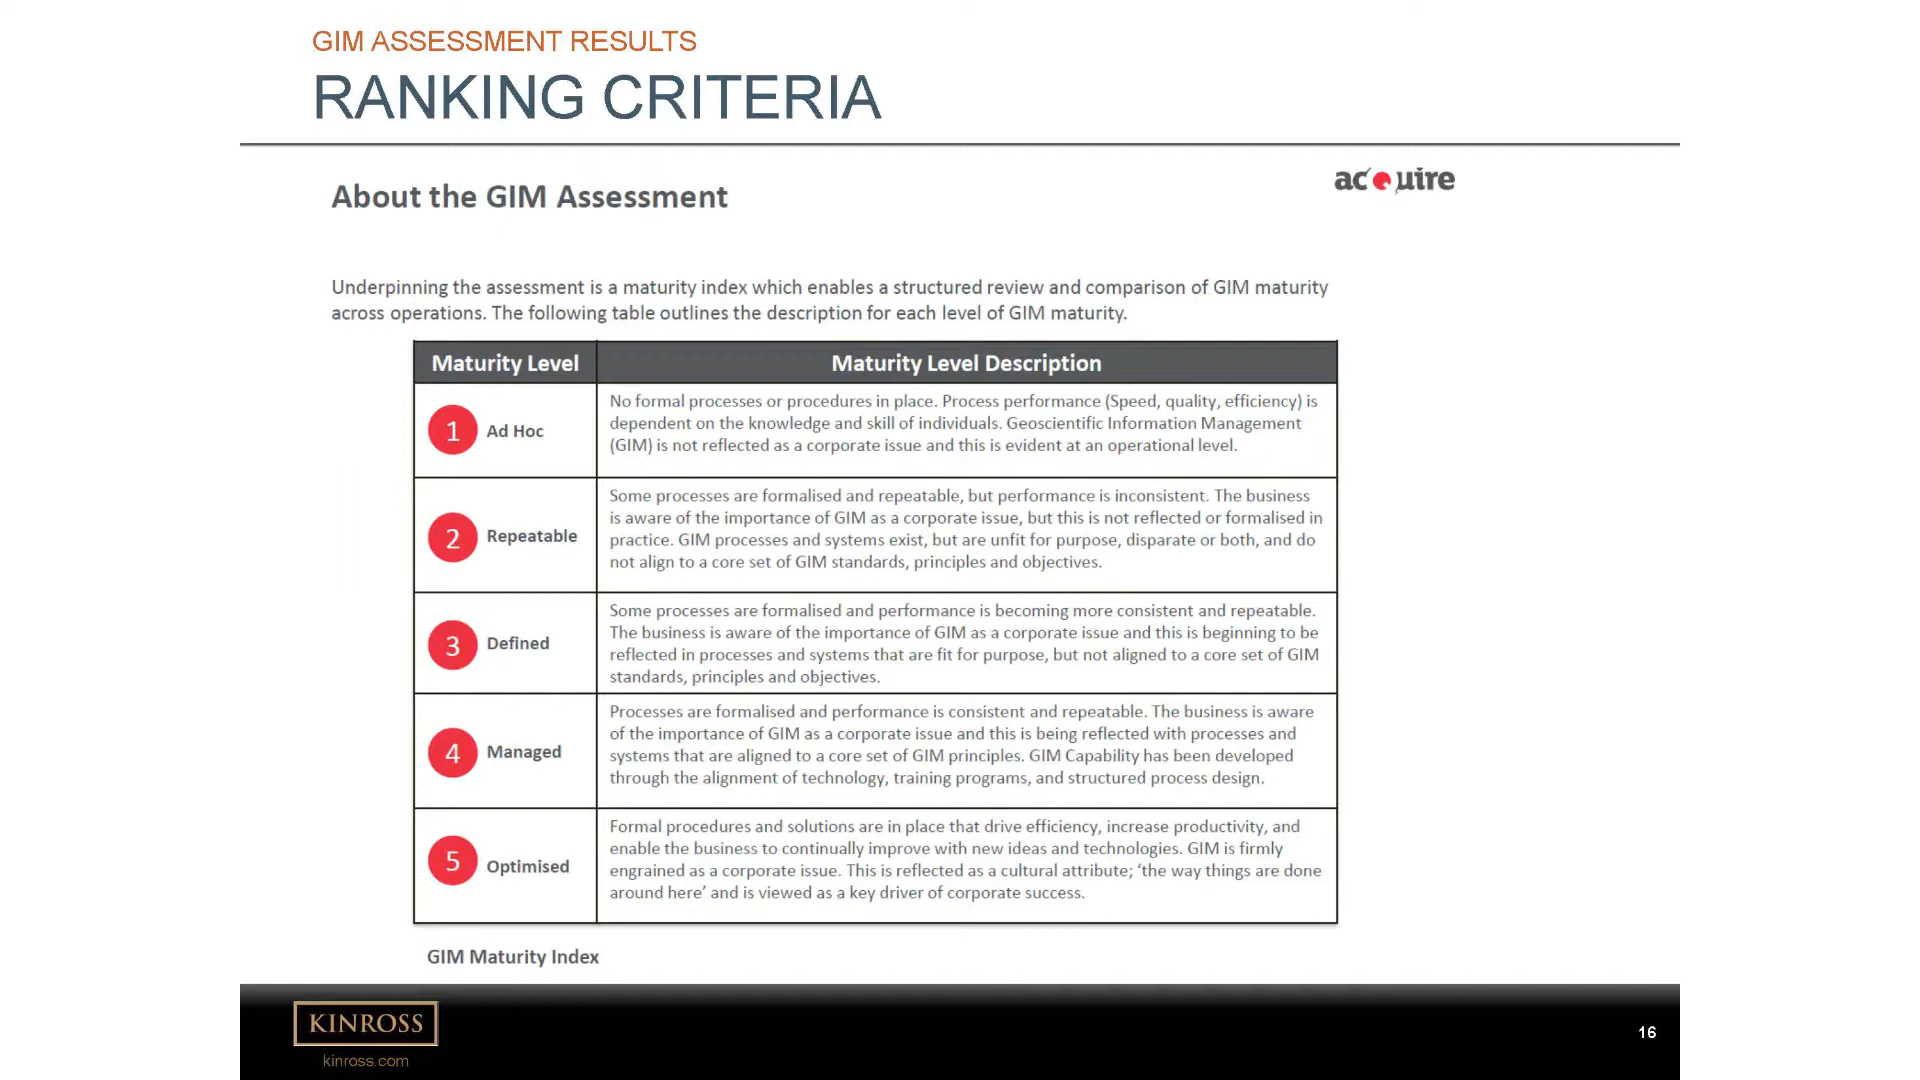 GIM ASSESSMENT RESULTS
RANKING CRITERIA
acQuire
About the GIM Assessment
Underpinning the assessment is a maturity index which enables a structured review and comparison of GIM maturity
across operations. The following table outlines the description for each level of GIM maturity.
Maturity Level
Maturity Level Description
1 Ad Hoc
No formal processes or procedures in place. Process performance (Speed, quality, efficiency) is
dependent on the knowledge and skill of individuals. Geoscientific Information Management
(GIM) is not reflected as a corporate issue and this is evident at an operational level.
2 Repeatable
Some processes are formalised and repeatable, but performance is inconsistent. The business
is aware of the importance of GIM as a corporate issue, but this is not reflected or formalised in
practice. GIM processes and systems exist, but are unfit for purpose, disparate or both, and do
not align to a core set of GIM standards, principles and objectives.
3 Defined
Some processes are formalised and performance is becoming more consistent and repeatable.
The business is aware of the importance of GIM as a corporate issue and this is beginning to be
reflected in processes and systems that are fit for purpose, but not aligned to a core set of GIM
standards, principles and objectives.
4 Managed
Processes are formalised and performance is consistent and repeatable. The business is aware
of the importance of GIM as a corporate issue and this is being reflected with processes and
systems that are aligned to a core set of GIM principles. GIM Capability has been developed
through the alignment of technology, training programs, and structured process design.
5 Optimised
Formal procedures and solutions are in place that drive efficiency, increase productivity, and
enable the business to continually improve with new ideas and technologies. GIM is firmly
engrained as a corporate issue. This is reflected as a cultural attribute; ‘the way things are done
around here’ and is viewed as a key driver of corporate success.
GIM Maturity Index
KINROSS
kinross.com
16